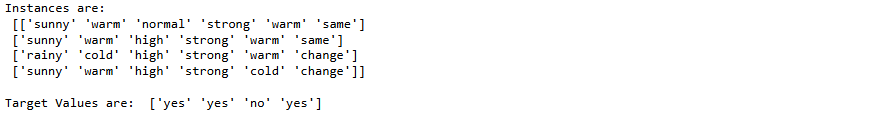 Instances are:
[['sunny' 'warm' 'normal' 'strong' 'warm' 'same']
['sunny' 'warm' 'high' 'strong' 'warm' 'same']
['rainy' 'cold' 'high' 'strong' 'warm' 'change']
['sunny' 'warm' 'high' 'strong' 'cold' 'change']]
Target Values are:  ['yes' 'yes' 'no' 'yes']